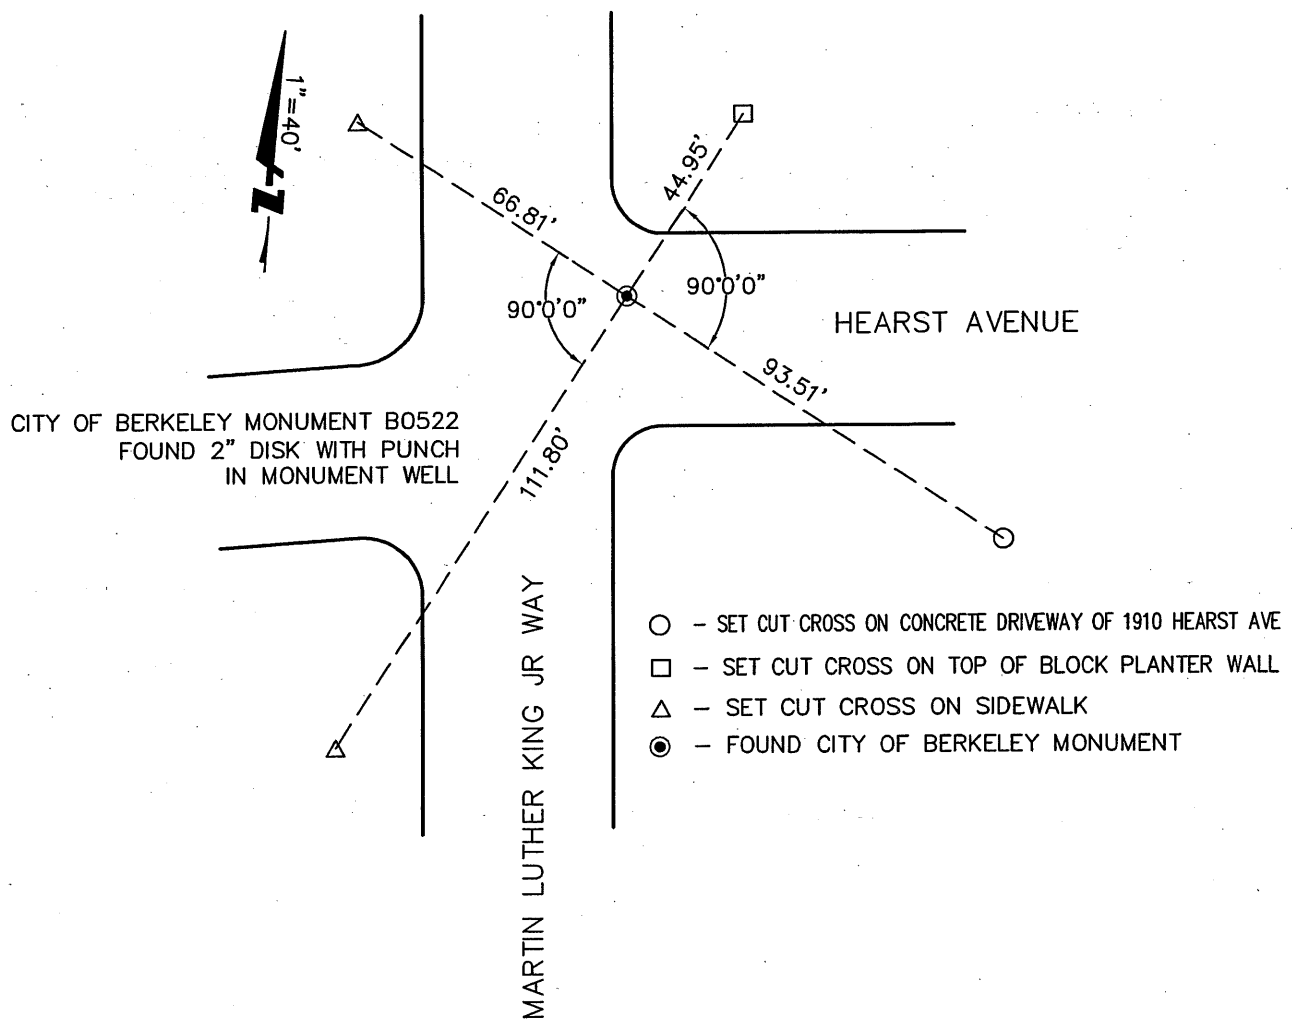 1"=40'
N
66.81'
44.95'
90°0'0"
90°0'0"
HEARST AVENUE
93.51'
CITY OF BERKELEY MONUMENT B0522
FOUND 2" DISK WITH PUNCH
IN MONUMENT WELL
111.80'
MARTIN LUTHER KING JR WAY
– SET CUT CROSS ON CONCRETE DRIVEWAY OF 1910 HEARST AVE
– SET CUT CROSS ON TOP OF BLOCK PLANTER WALL
– SET CUT CROSS ON SIDEWALK
– FOUND CITY OF BERKELEY MONUMENT